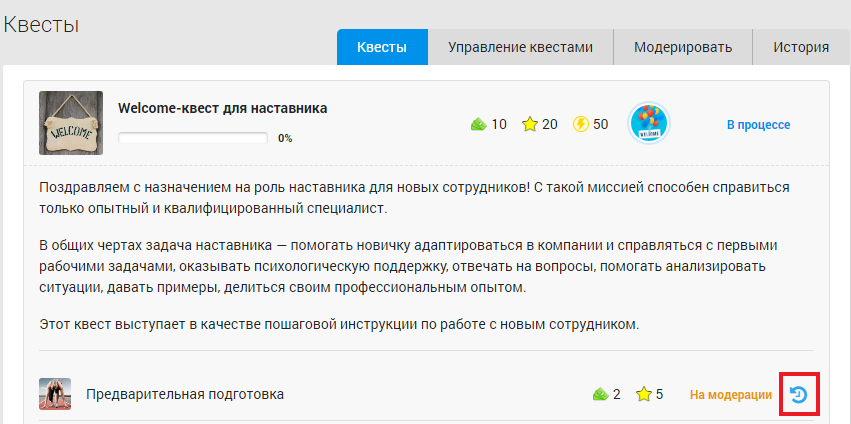 Квесты
Квесты Управление квестами Модерировать История
WELCOME
Welcome-квест для наставника
0%
10 20 50
WELCOME
В процессе
Поздравляем с назначением на роль наставника для новых сотрудников! С такой миссией способен справиться
только опытный и квалифицированный специалист.
В общих чертах задача наставника — помогать новичку адаптироваться в компании и справляться с первыми
рабочими задачами, оказывать психологическую поддержку, отвечать на вопросы, помогать анализировать
ситуации, давать примеры, делиться своим профессиональным опытом.
Этот квест выступает в качестве пошаговой инструкции по работе с новым сотрудником.
Предварительная подготовка 2 5 На модерации